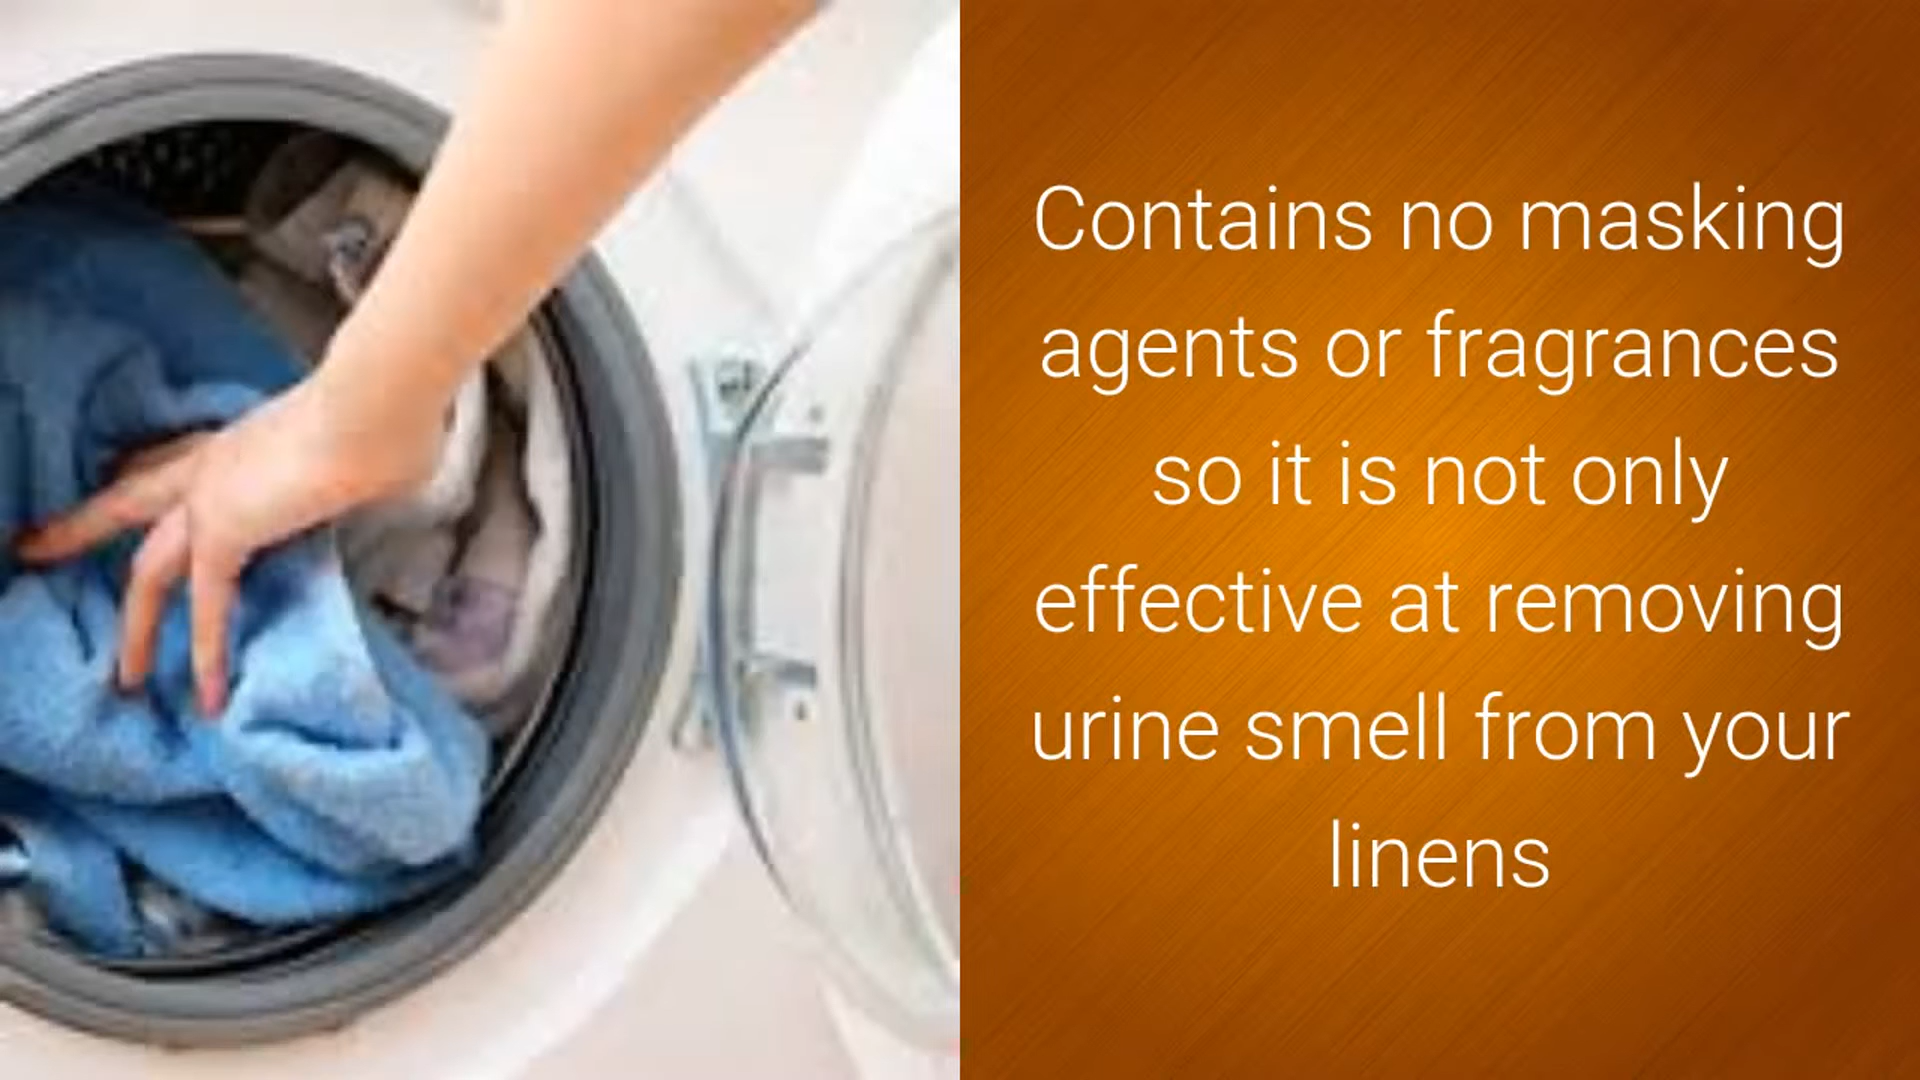 Contains no masking
agents or fragrances
so it is not only
effective at removing
urine smell from your
linens